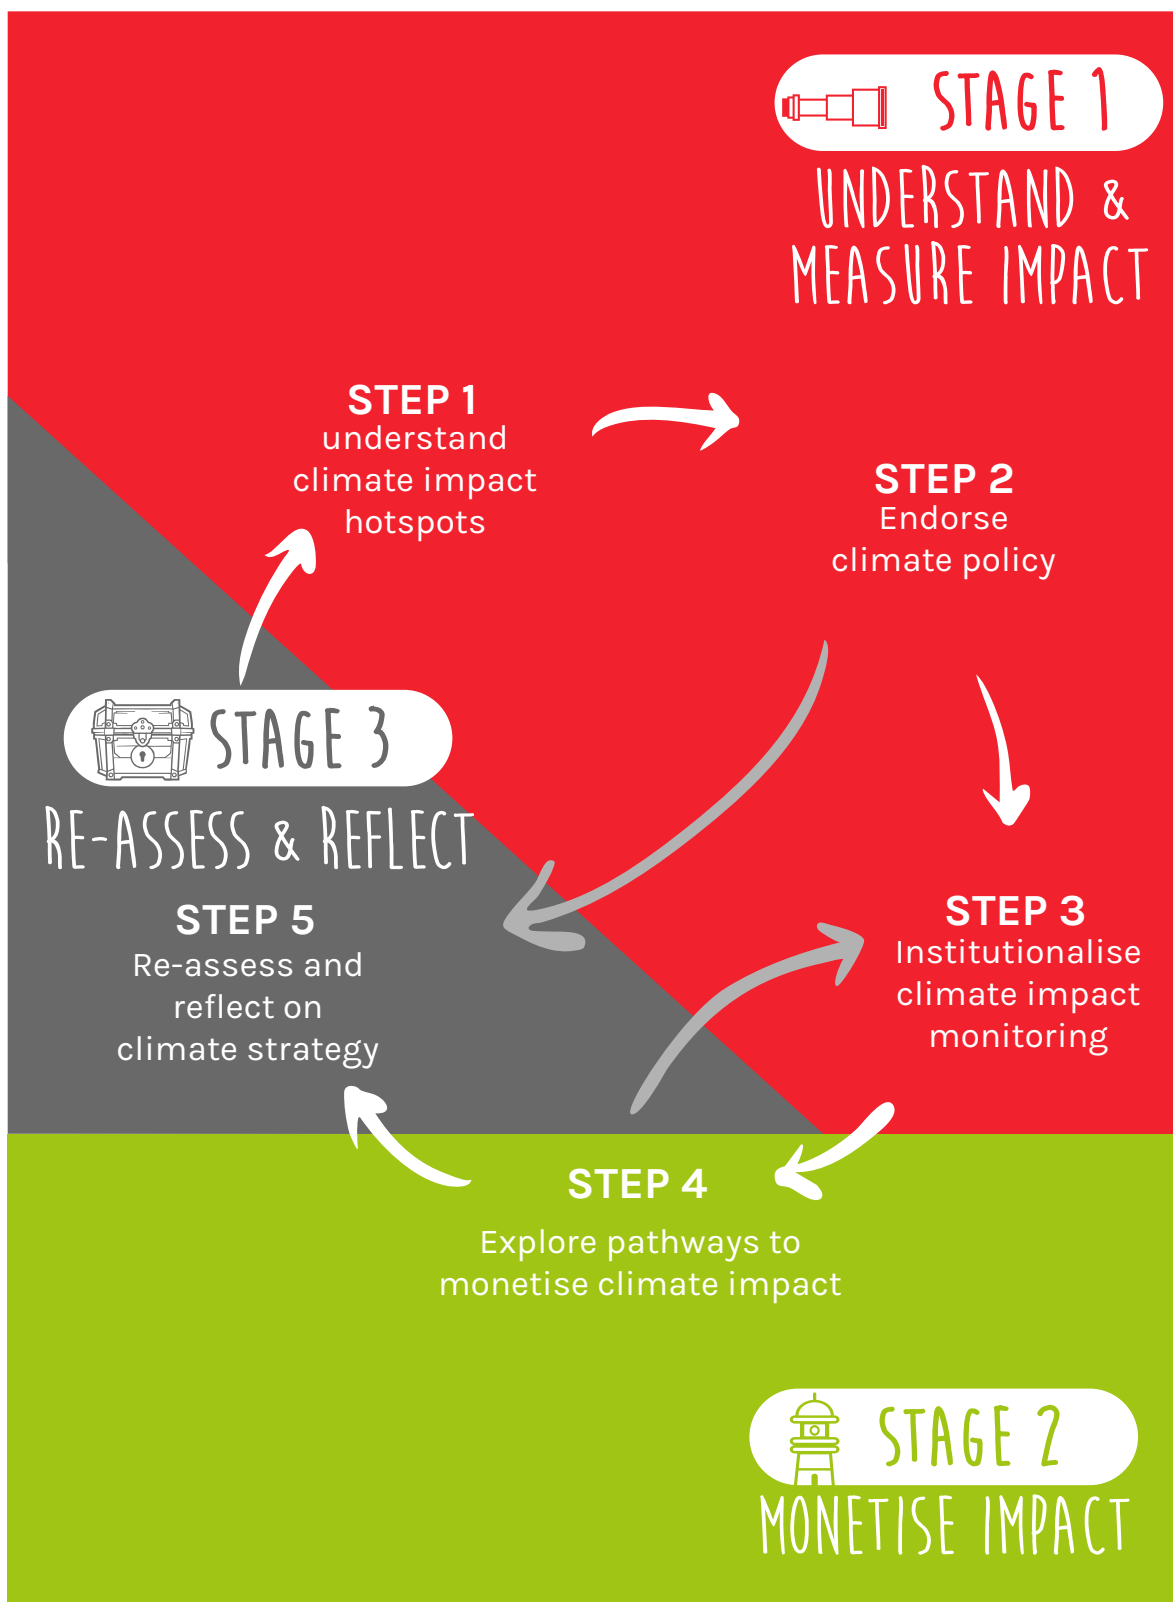 STAGE 1
UNDERSTAND &
MEASURE IMPACT
STEP 1
understand
climate impact
hotspots
STEP 2
Endorse
climate policy
STEP 3
Institutionalise
climate impact
monitoring
STEP 4
Explore pathways to
monetise climate impact
STAGE 2
MONETISE IMPACT
STAGE 3
RE-ASSESS & REFLECT
STEP 5
Re-assess and
reflect on
climate strategy